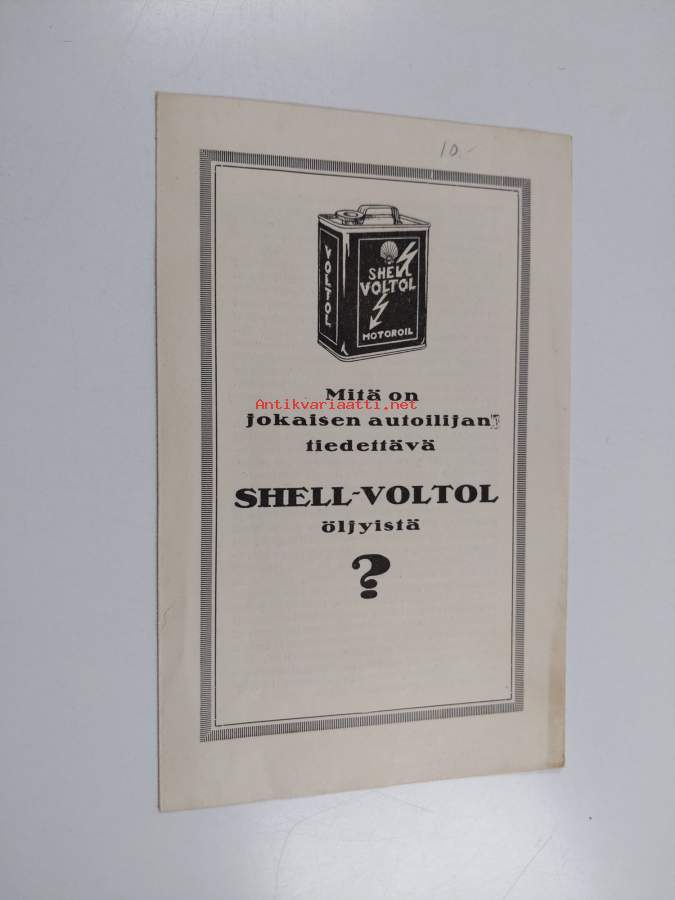 10.-
VOLTOL
SHELL
VOLTOL
MOTOROIL
Mitä on
Antikvariaatti.net
jokaisen autoilijan
tiedettävä
SHELL-VOLTOL
öljyistä
?